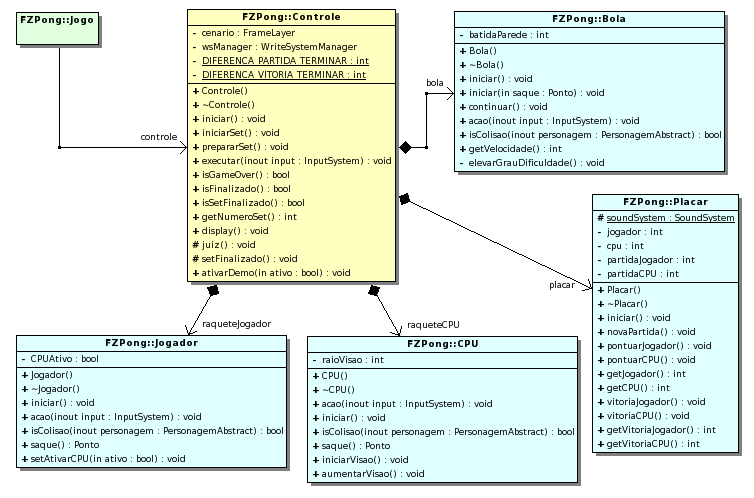 FZPong::Jogo
controle
FZPong::Controle
- cenario : FrameLayer
- wsManager : WriteSystemManager
- DIFERENCA_PARTIDA_TERMINAR : int
- DIFERENCA_VITORIA_TERMINAR : int
+ Controle()
+ ~Controle()
+ iniciar() : void
+ iniciarSet() : void
+ prepararSet() : void
+ executar(inout input : InputSystem) : void
+ isGameOver() : bool
+ isFinalizado() : bool
+ isSetFinalizado() : bool
+ getNumeroSet() : int
+ display() : void
# juiz() : void
# setFinalizado() : void
+ ativarDemo(in ativo : bool) : void
bola
FZPong::Bola
- batidaParede : int
+ Bola()
+ ~Bola()
+ iniciar() : void
+ iniciar(in saque : Ponto) : void
+ continuar() : void
+ acao(inout input : InputSystem) : void
+ isColisao(inout personagem : PersonagemAbstract) : bool
+ getVelocidade() : int
- elevarGrauDificuldade() : void
placar
FZPong::Placar
# soundSystem : SoundSystem
- jogador : int
- cpu : int
- partidaJogador : int
- partidaCPU : int
+ Placar()
+ ~Placar()
+ iniciar() : void
+ novaPartida() : void
+ pontuarJogador() : void
+ pontuarCPU() : void
+ getJogador() : int
+ getCPU() : int
+ vitoriaJogador() : void
+ vitoriaCPU() : void
+ getVitoriaJogador() : int
+ getVitoriaCPU() : int
raqueteJogador
FZPong::Jogador
- CPUAtivo : bool
+ Jogador()
+ ~Jogador()
+ iniciar() : void
+ acao(inout input : InputSystem) : void
+ isColisao(inout personagem : PersonagemAbstract) : bool
+ saque() : Ponto
+ setAtivarCPU(in ativo : bool) : void
raqueteCPU
FZPong::CPU
- raioVisao : int
+ CPU()
+ ~CPU()
+ acao(inout input : InputSystem) : void
+ iniciar() : void
+ isColisao(inout personagem : PersonagemAbstract) : bool
+ saque() : Ponto
+ iniciarVisao() : void
+ aumentarVisao() : void